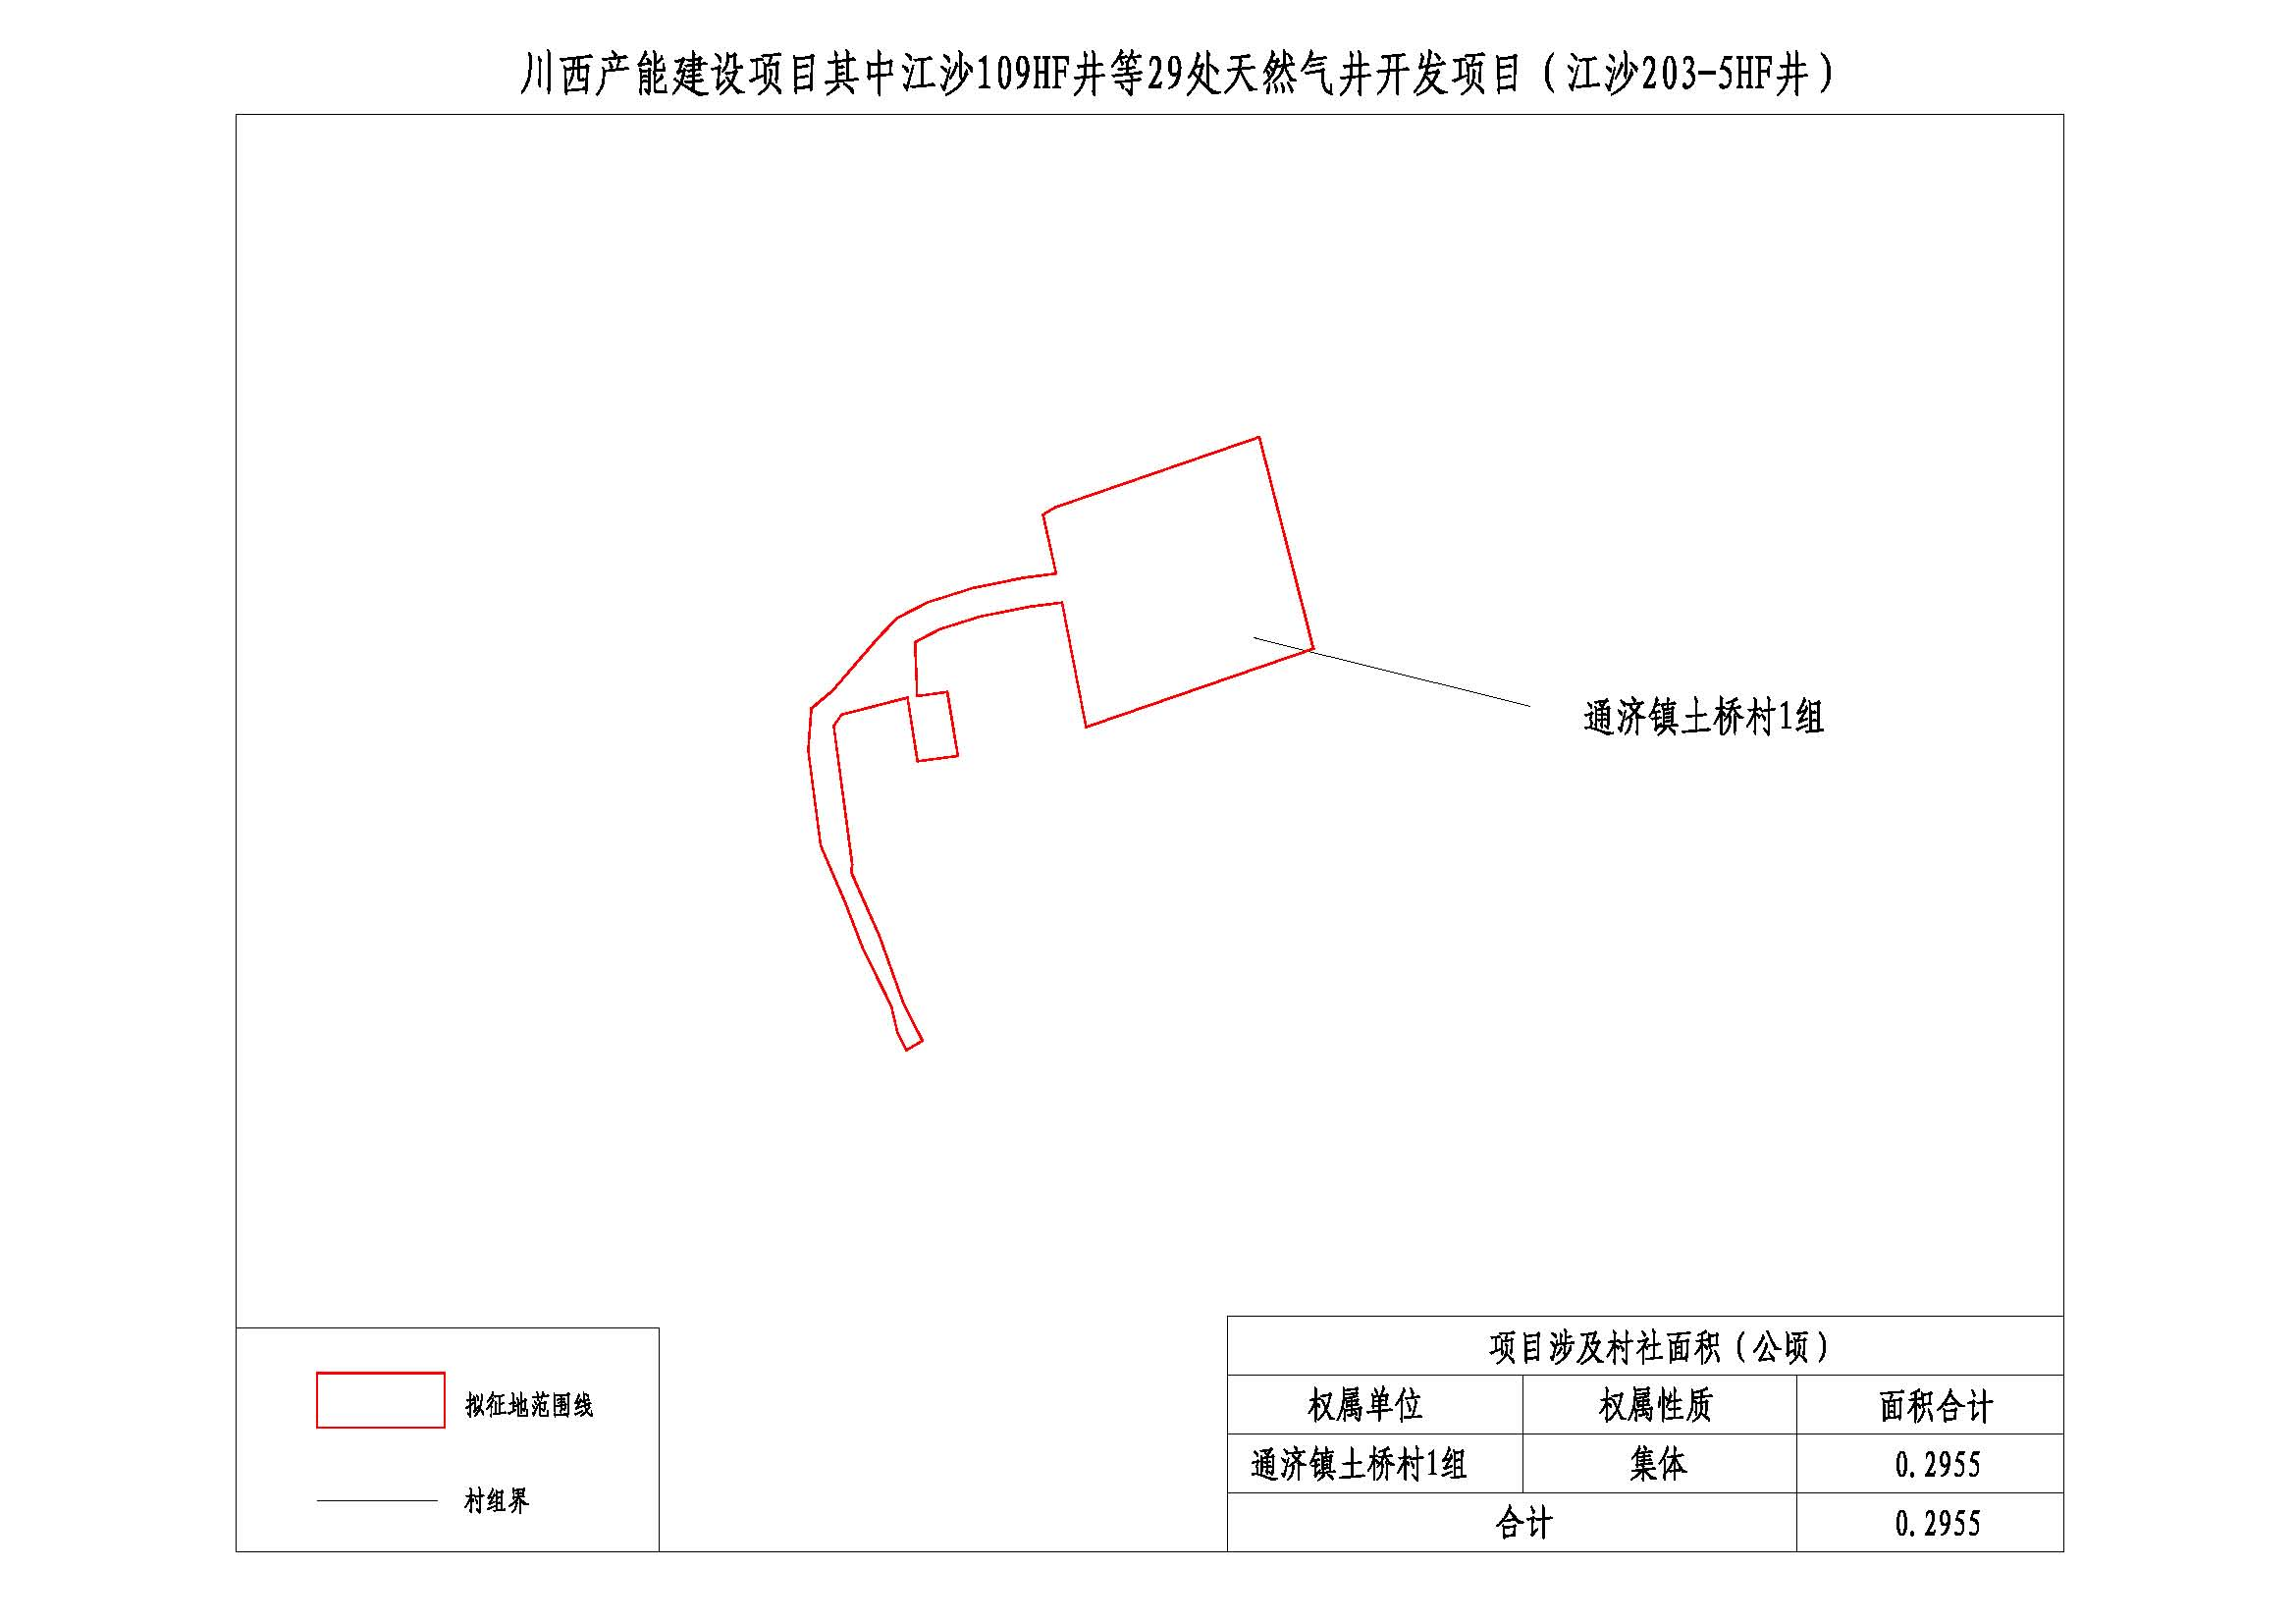 川西产能建设项目其中江沙109HF井等29处天然气井开发项目（江沙203-5HF井）
通济镇土桥村1组
拟征地范围线
村组界
项目涉及村社面积（公顷）
权属单位 权属性质 面积合计
通济镇土桥村1组 集体 0.2955
合计 0.2955